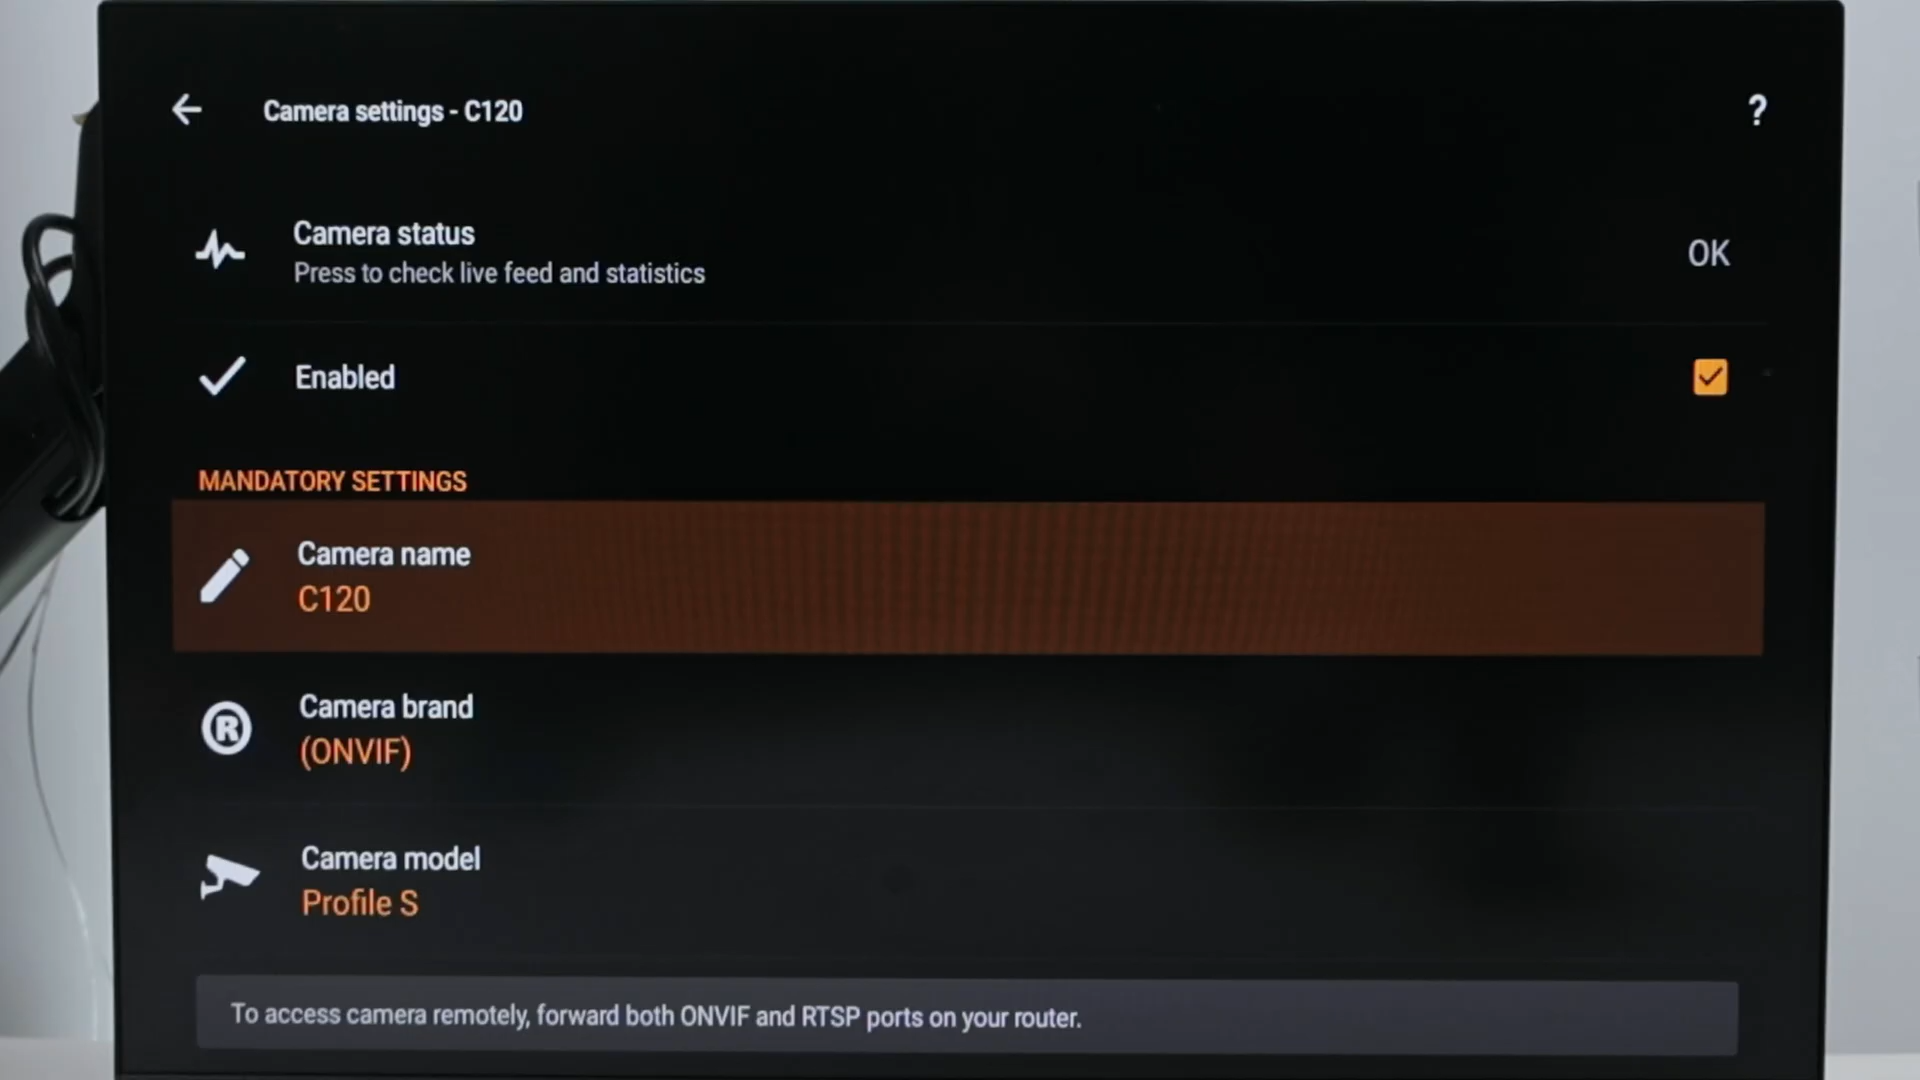 Camera settings - C120
?
Camera status
Press to check live feed and statistics
OK
Enabled
MANDATORY SETTINGS
Camera name
C120
R
Camera brand
(ONVIF)
Camera model
Profile S
To access camera remotely, forward both ONVIF and RTSP ports on your router.